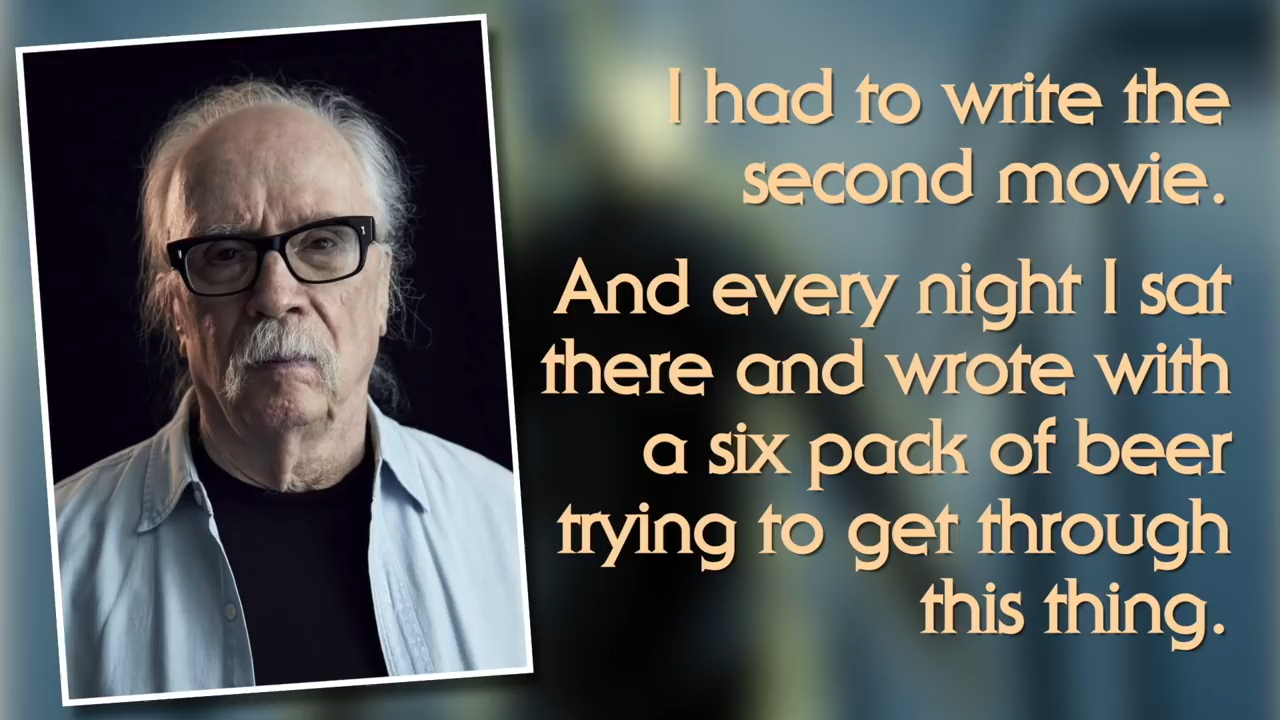 I had to write the
second movie.
And every night I sat
there and wrote with
a six pack of beer
trying to get through
this thing.